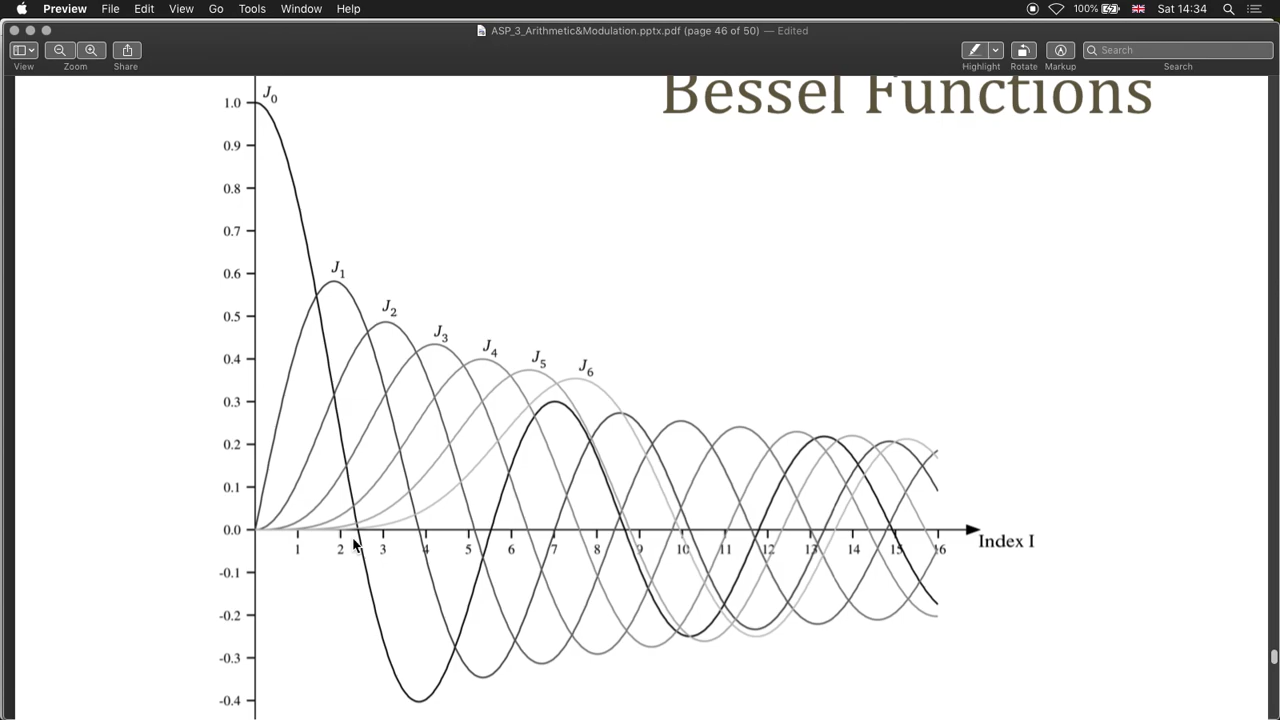 Preview File Edit View Go Tools Window Help 100% Sat 14:34
ASP_3_Arithmetic&Modulation.pptx.pdf (page 46 of 50) — Edited
View Zoom Share Highlight Rotate Markup Search
Search
Bessel Functions
J0
1.0
0.9
0.8
0.7
J1
0.6
J2
0.5
J3
J4
J5
J6
0.4
0.3
0.2
0.1
0.0
1 2 3 4 5 6 7 8 9 10 11 12 13 14 15 16
Index I
-0.1
-0.2
-0.3
-0.4